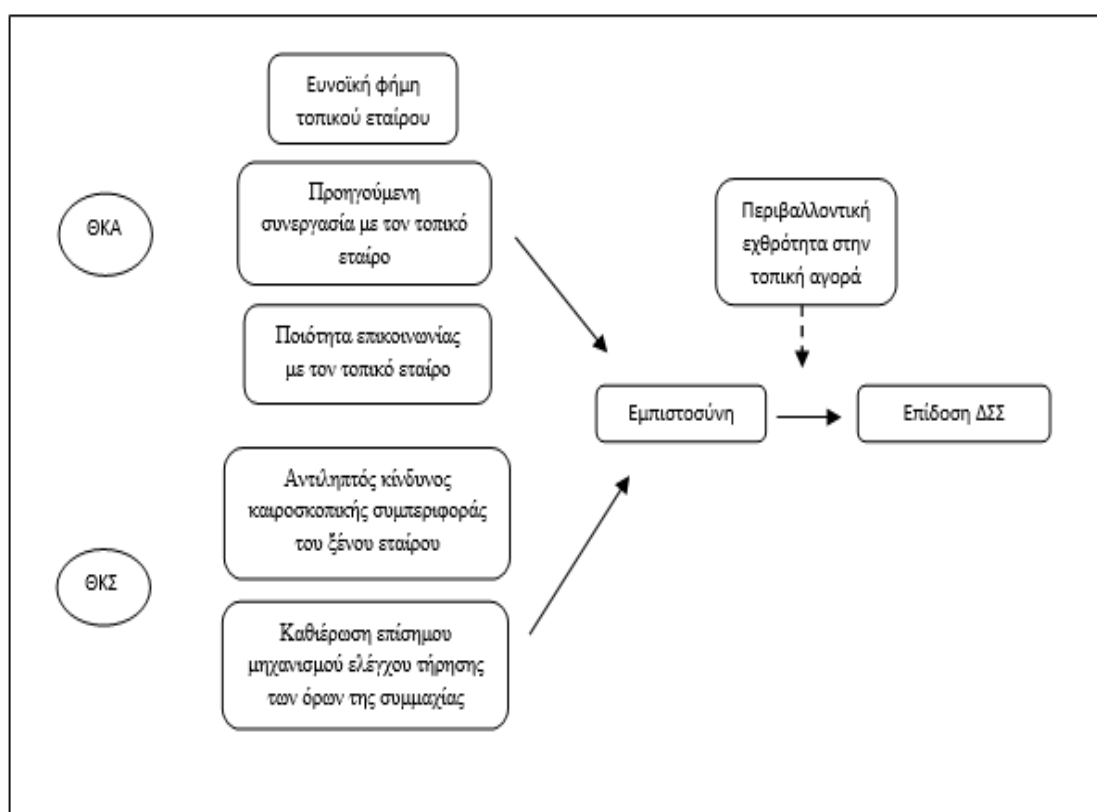 Ευνοϊκή φήμη
τοπικού εταίρου
ΘΚΑ
Προηγούμενη
συνεργασία με τον τοπικό
εταίρο
Ποιότητα επικοινωνίας
με τον τοπικό εταίρο
Περιβαλλοντική
εχθρότητα στην
τοπική αγορά
Εμπιστοσύνη
Επίδοση ΔΣΣ
ΘΚΣ
Αντιληπτός κίνδυνος
καιροσκοπικής συμπεριφοράς
του ξένου εταίρου
Καθιέρωση επίσημου
μηχανισμού ελέγχου τήρησης
των όρων της συμμαχίας